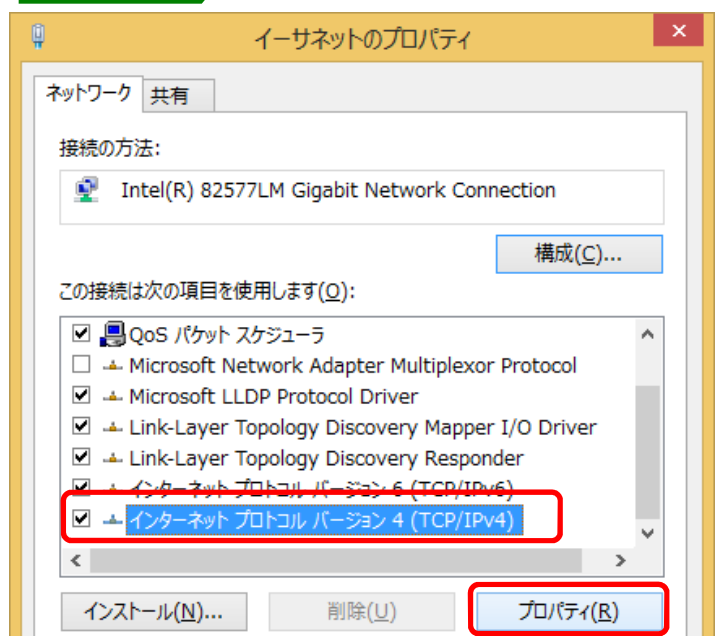 イーサネットのプロパティ
ネットワーク 共有
接続の方法:
Intel(R) 82577LM Gigabit Network Connection
構成(C)...
この接続は次の項目を使用します(O):
QoS パケット スケジューラ
Microsoft Network Adapter Multiplexor Protocol
Microsoft LLDP Protocol Driver
Link-Layer Topology Discovery Mapper I/O Driver
Link-Layer Topology Discovery Responder
インターネット プロトコル バージョン 6 (TCP/IPv6)
インターネット プロトコル バージョン 4 (TCP/IPv4)
インストール(N)... 削除(U) プロパティ(R)